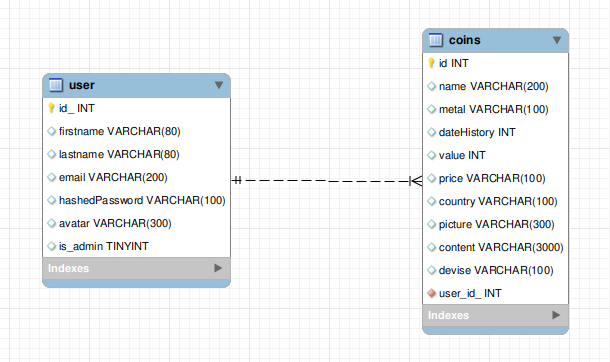 user
id_ INT
firstname VARCHAR(80)
lastname VARCHAR(80)
email VARCHAR(200)
hashedPassword VARCHAR(100)
avatar VARCHAR(300)
is_admin TINYINT
Indexes
coins
id INT
name VARCHAR(200)
metal VARCHAR(100)
dateHistory INT
value INT
price VARCHAR(100)
country VARCHAR(100)
picture VARCHAR(300)
content VARCHAR(3000)
devise VARCHAR(100)
user_id_ INT
Indexes